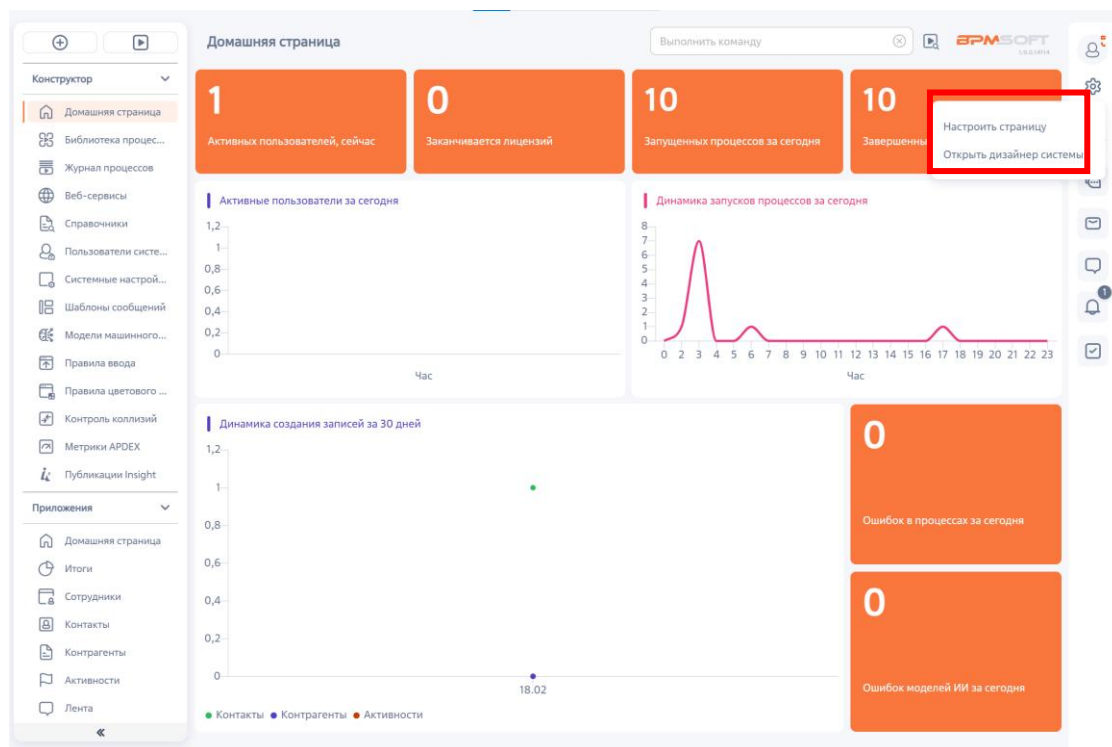 Домашняя страница
Выполнить команду
BPMSOFT
Конструктор
Домашняя страница
Библиотека процес...
Журнал процессов
Веб-сервисы
Справочники
Пользователи систе...
Системные настрой...
Шаблоны сообщений
Модели машинного...
Правила ввода
Правила цветового ...
Контроль коллизий
Метрики APDEX
Публикации Insight
Приложения
Домашняя страница
Итоги
Сотрудники
Контакты
Контрагенты
Активности
Лента
1
Активных пользователей, сейчас
0
Заканчивается лицензий
10
Запущенных процессов за сегодня
10
Завершенны
Настроить страницу
Открыть дизайнер системы
1
Активные пользователи за сегодня
1,2
1
0,8
0,6
0,4
0,2
0
Час
Динамика запусков процессов за сегодня
8
7
6
5
4
3
2
1
0
0 2 3 4 5 6 7 8 9 10 11 12 13 14 15 16 17 18 19 20 21 22 23
Час
Динамика создания записей за 30 дней
1,2
1
0,8
0,6
0,4
0,2
0
18.02
Контакты Контрагенты Активности
0
Ошибок в процессах за сегодня
0
Ошибок моделей ИИ за сегодня